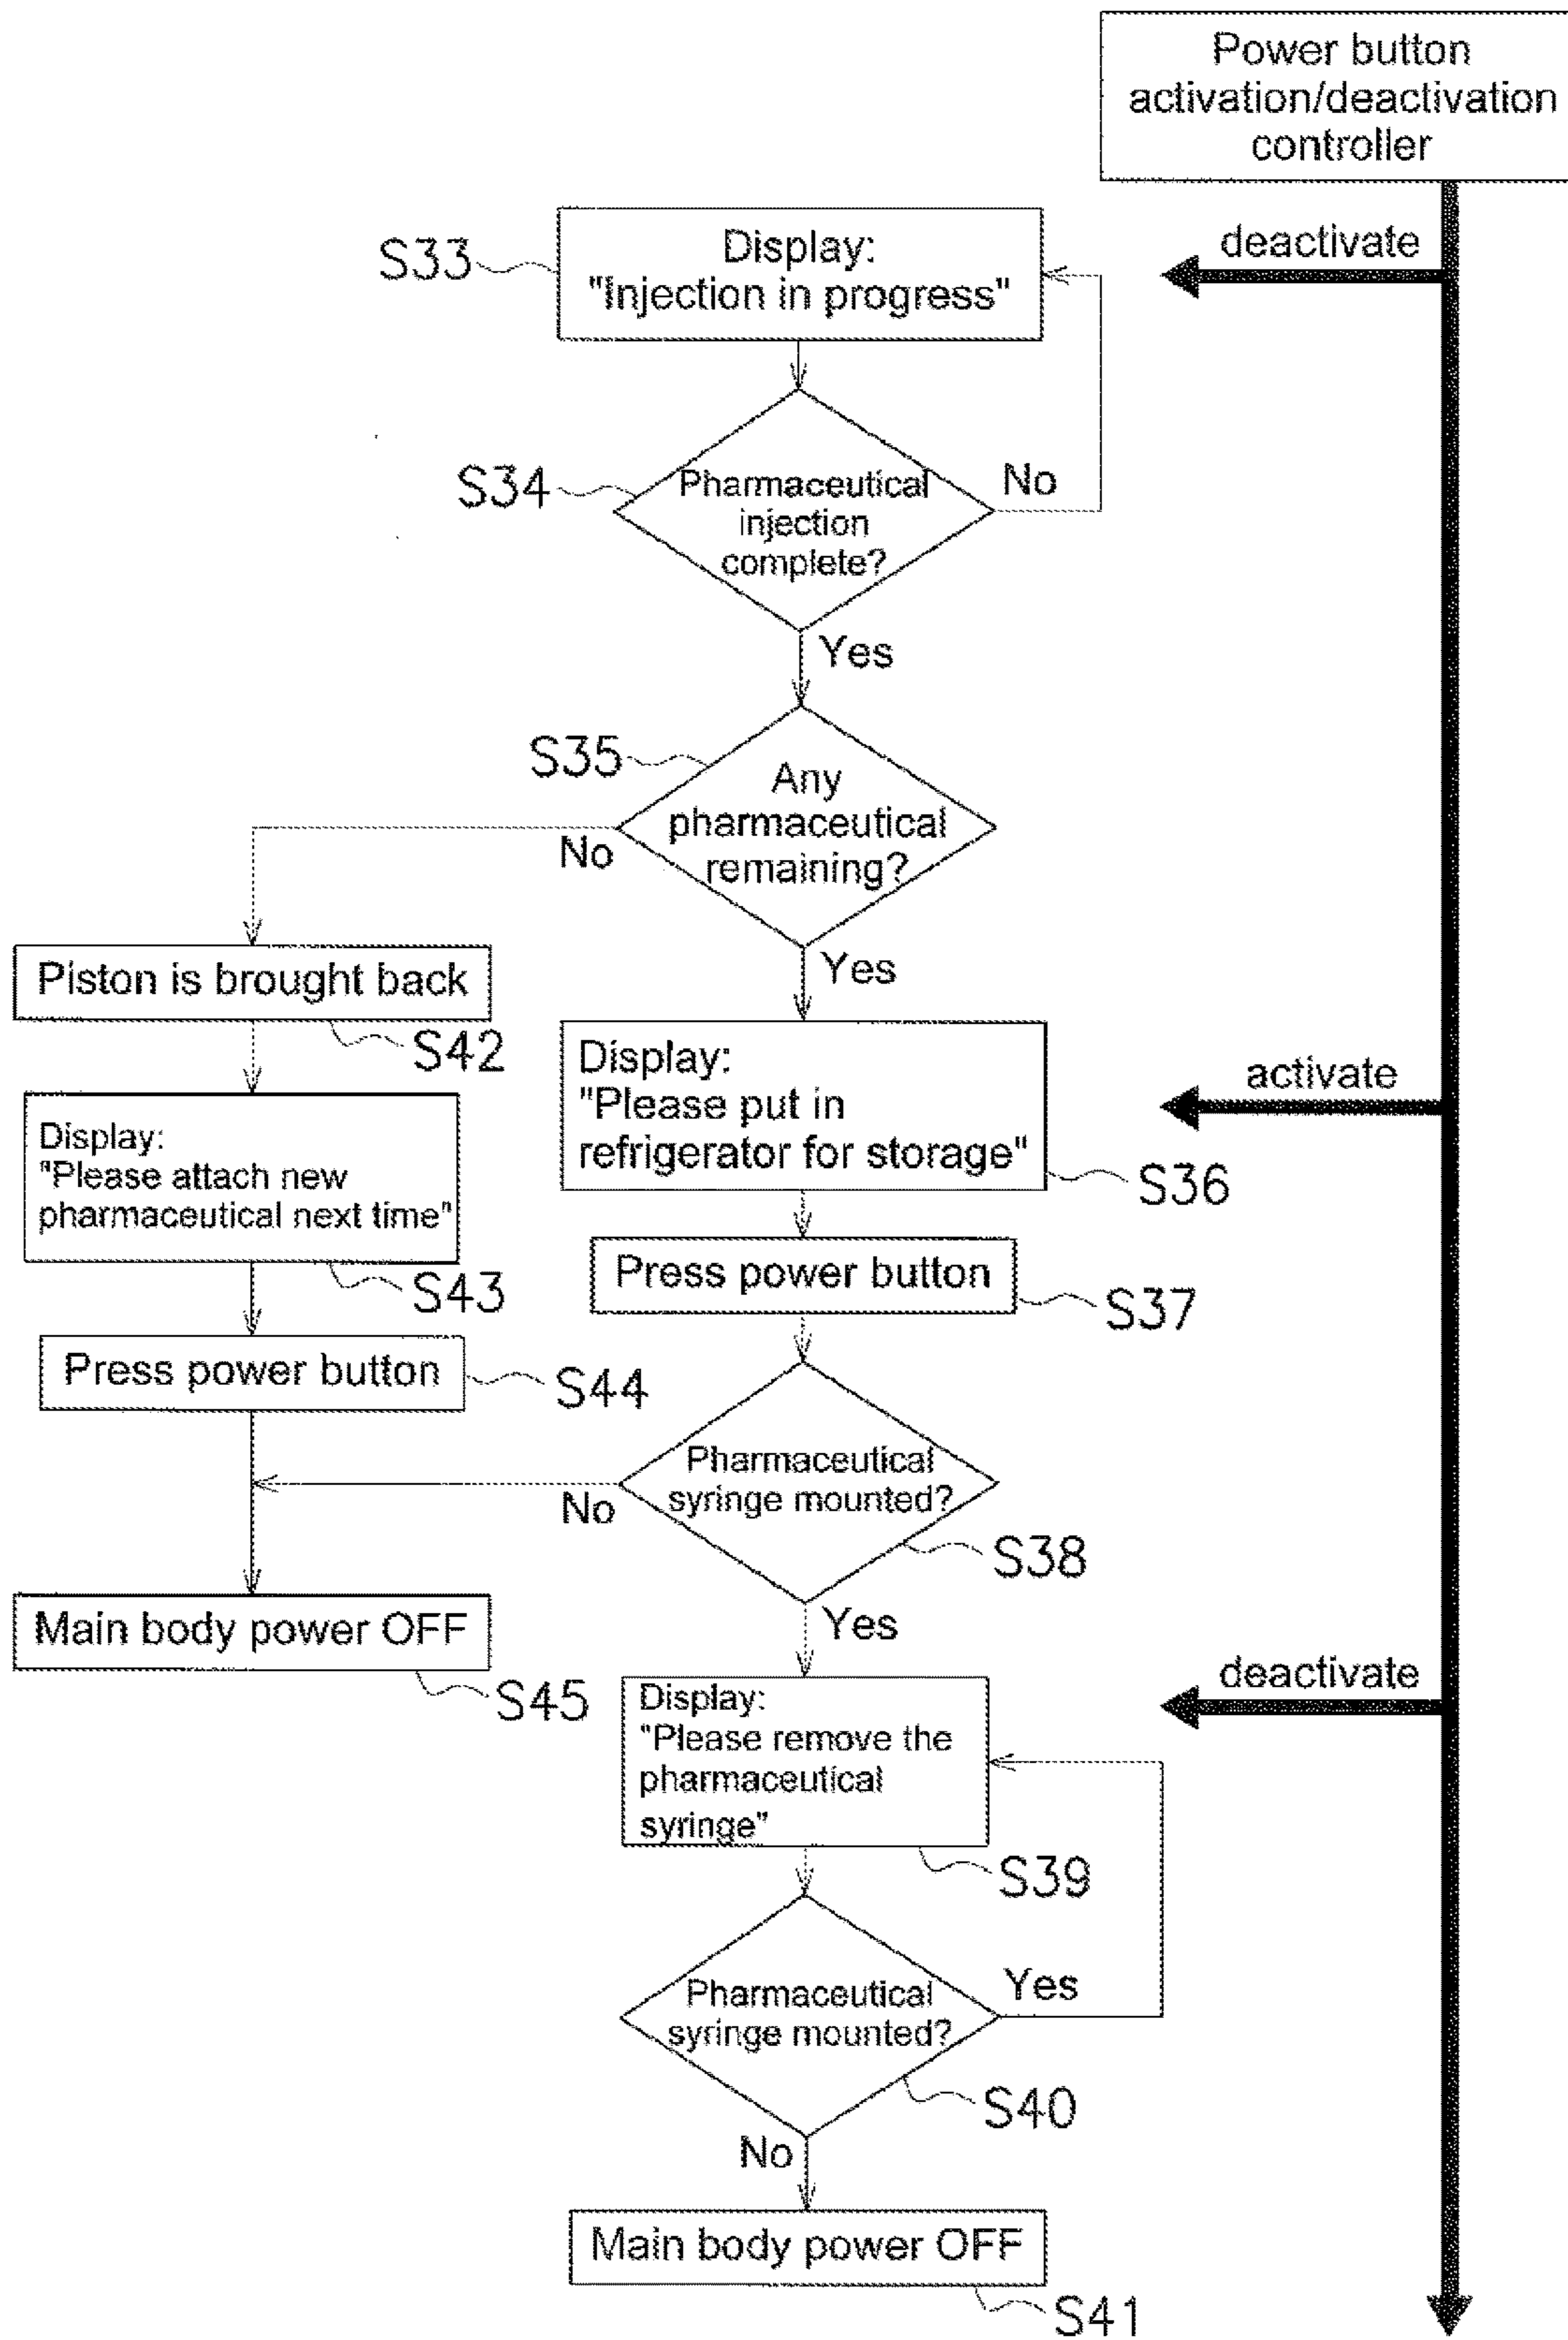 Power button
activation/deactivation
controller
deactivate
S33
Display:
"Injection in progress"
S34
Pharmaceutical
injection
complete?
No
Yes
S35
Any
pharmaceutical
remaining?
No
Yes
Piston is brought back
S42
Display:
"Please put in
refrigerator for storage"
activate
S36
Display:
"Please attach new
pharmaceutical next time"
S43
Press power button
S37
Press power button
S44
Pharmaceutical
syringe mounted?
No
S38
Yes
Main body power OFF
S45
deactivate
Display:
"Please remove the
pharmaceutical
syringe"
S39
Pharmaceutical
syringe mounted?
Yes
S40
No
Main body power OFF
S41